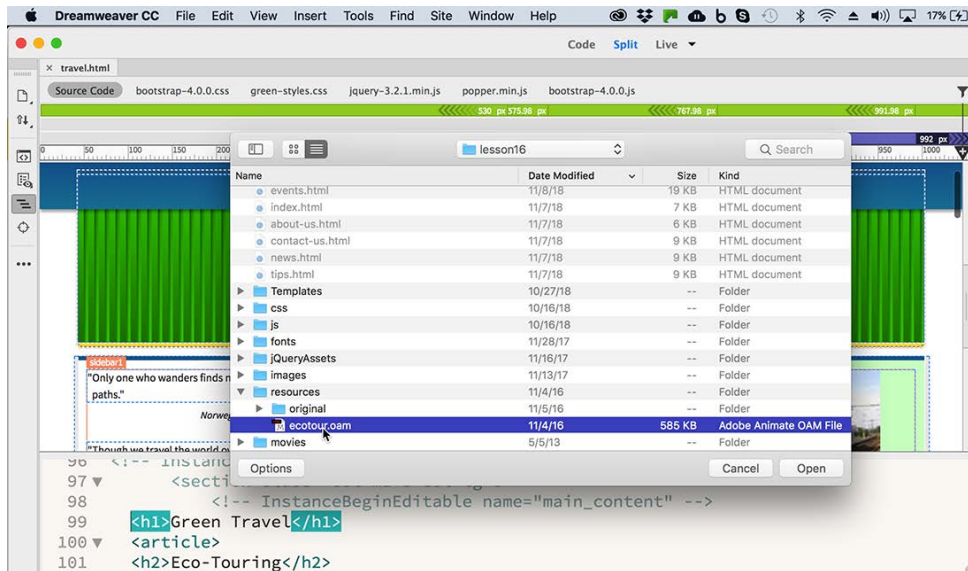 Dreamweaver CC File Edit View Insert Tools Find Site Window Help 17%
Code Split Live
× travel.html
Source Code bootstrap-4.0.0.css green-styles.css jquery-3.2.1.min.js popper.min.js bootstrap-4.0.0.js
530 px 575.98 px 767.98 px 991.98 px
992 px
0 50 100 150 200 950 1000
lesson16 Search
Name Date Modified Size Kind
events.html 11/8/18 19 KB HTML document
index.html 11/7/18 7 KB HTML document
about-us.html 11/7/18 6 KB HTML document
contact-us.html 11/7/18 9 KB HTML document
news.html 11/7/18 9 KB HTML document
tips.html 11/7/18 9 KB HTML document
Templates 10/27/18 -- Folder
css 10/16/18 -- Folder
js 10/16/18 -- Folder
fonts 11/28/17 -- Folder
jQueryAssets 11/16/17 -- Folder
images 11/13/17 -- Folder
resources 11/4/16 -- Folder
original 11/5/16 -- Folder
ecotour.oam 11/4/16 585 KB Adobe Animate OAM File
movies 5/5/13 -- Folder
Options Cancel Open
sidebar1
"Only one who wanders finds
paths."
"Though we travel the world
96 <!-- 
97
98 <!-- InstanceBeginEditable name="main_content" -->
99 <h1>Green Travel</h1>
100 <article>
101 <h2>Eco-Touring</h2>